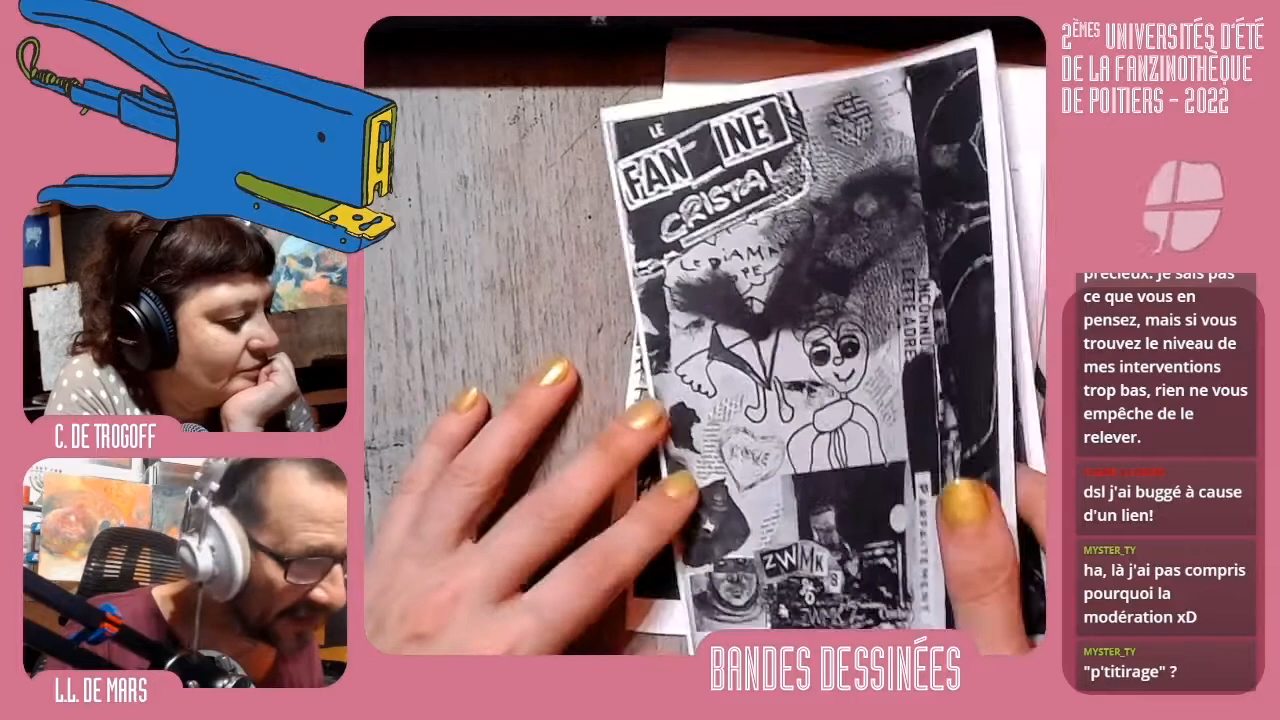 2ÈMES UNIVERSITÉS D'ÉTÉ
DE LA FANZINOTHÈQUE
DE POITIERS - 2022
LE
FANZINE
CRISTAL
LOVE
INCONNU
ZWMK
C. DE TROGOFF
L.L. DE MARS
BANDES DESSINÉES
précieux. Je sais pas
ce que vous en
pensez, mais si vous
trouvez le niveau de
mes interventions
trop bas, rien ne vous
empêche de le
relever.
dsl j'ai buggé à cause
d'un lien!
MYSTER_TY
ha, là j'ai pas compris
pourquoi la
modération xD
MYSTER_TY
"p'titirage" ?